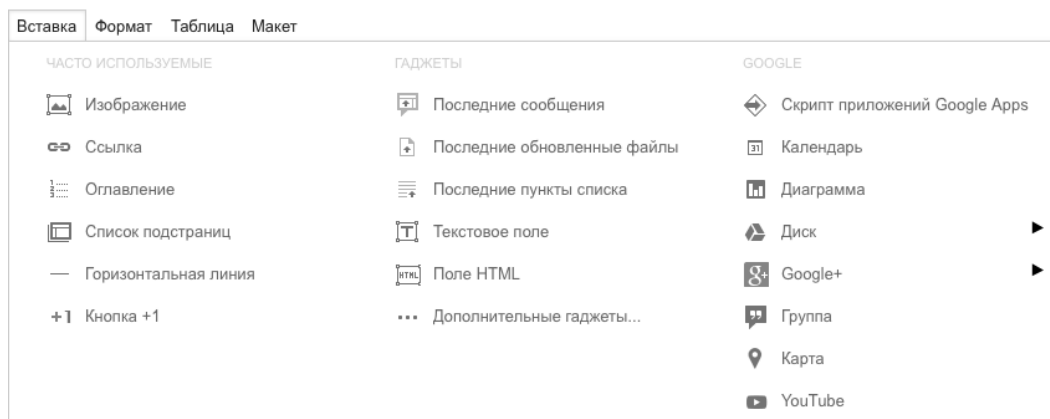 Вставка Формат Таблица Макет
ЧАСТО ИСПОЛЬЗУЕМЫЕ
Изображение
Ссылка
Оглавление
Список подстраниц
Горизонтальная линия
+1 Кнопка +1
ГАДЖЕТЫ
Последние сообщения
Последние обновленные файлы
Последние пункты списка
Текстовое поле
HTML Поле HTML
Дополнительные гаджеты...
GOOGLE
Скрипт приложений Google Apps
31 Календарь
Диаграмма
Диск
g+ Google+
Группа
Карта
YouTube